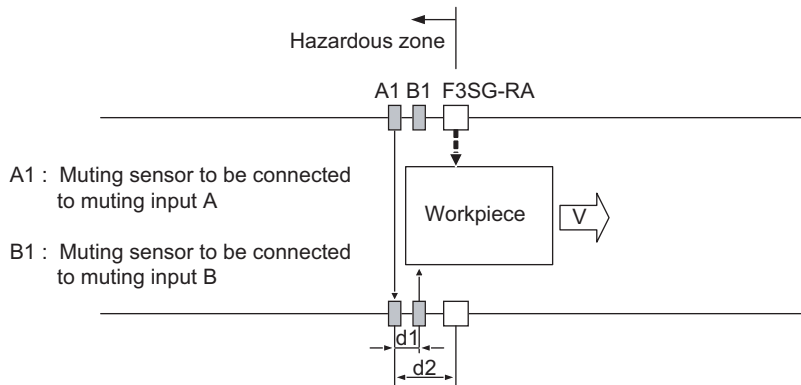 Hazardous zone
A1 B1 F3SG-RA
A1 : Muting sensor to be connected
to muting input A
Workpiece
V
B1 : Muting sensor to be connected
to muting input B
d1
d2